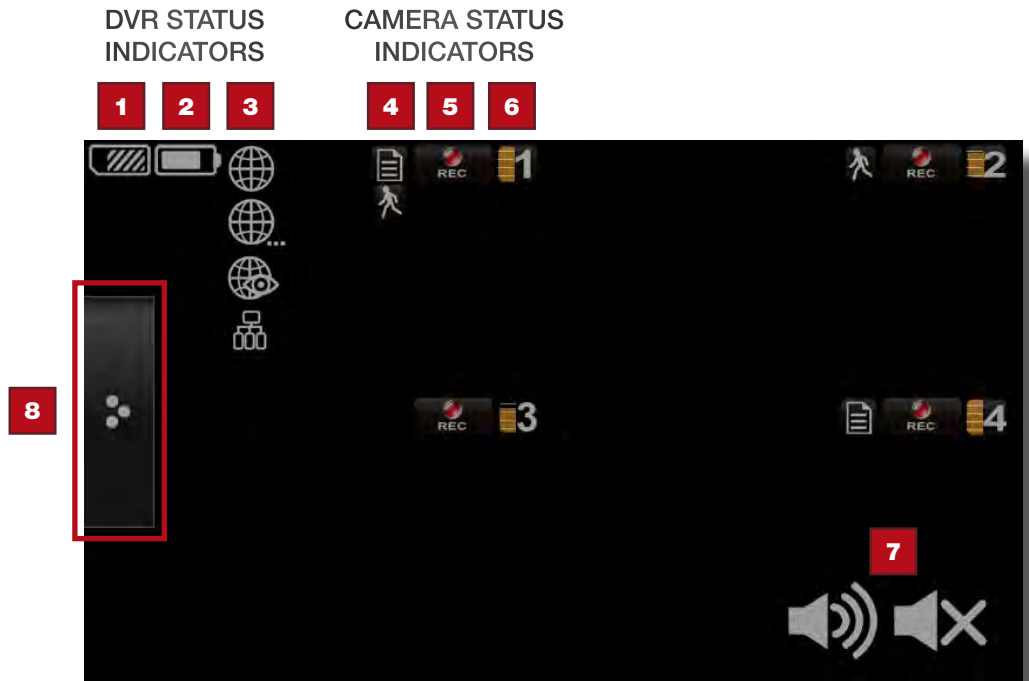 DVR STATUS
INDICATORS
CAMERA STATUS
INDICATORS
1
2
3
4
5
6
REC
1
REC
2
8
REC
3
REC
4
7